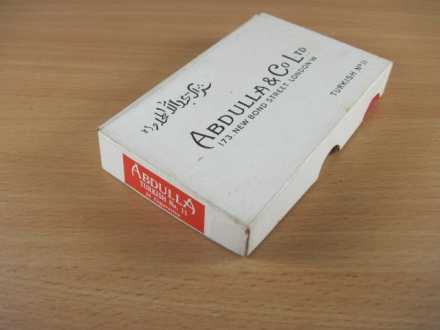 ABDULLA & Co LTD
173. NEW BOND STREET. LONDON W
TURKISH No 11
ABDULLA
TURKISH No. 11